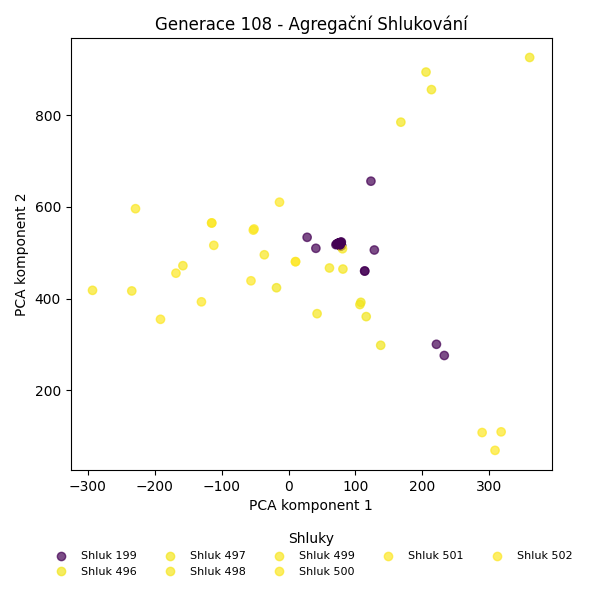 Generace 108 - Agregační Shlukování
PCA komponent 2
800
600
400
200
−300 −200 −100 0 100 200 300
PCA komponent 1
Shluky
Shluk 199 Shluk 497 Shluk 499 Shluk 501 Shluk 502
Shluk 496 Shluk 498 Shluk 500